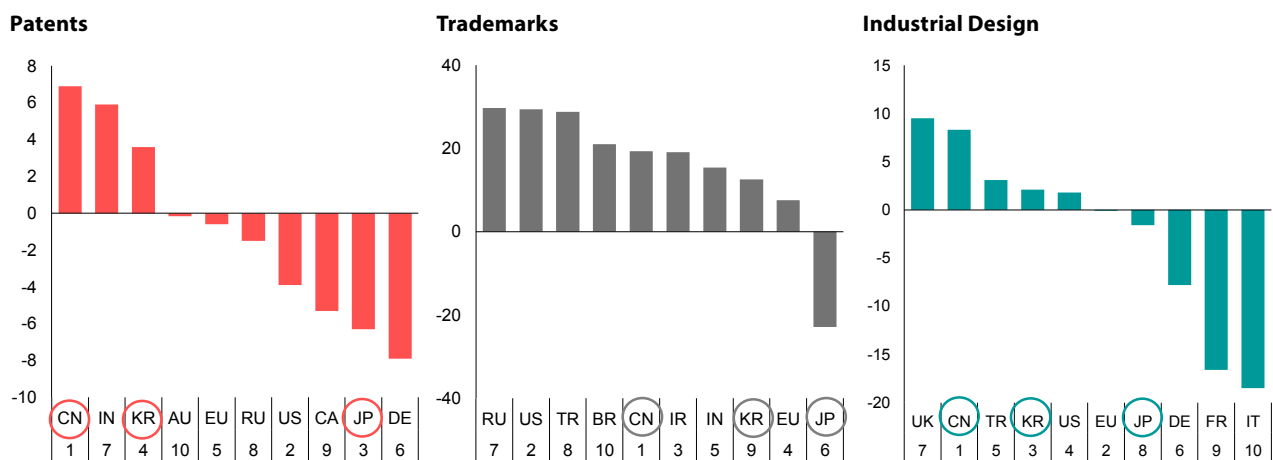 Patents
8
6
4
2
0
-2
-4
-6
-8
-10
CN IN KR AU EU RU US CA JP DE
1 7 4 10 5 8 2 9 3 6
Trademarks
40
20
0
-20
-40
RU US TR BR CN IR IN KR EU JP
7 2 8 10 1 3 5 9 4 6
Industrial Design
15
10
5
0
-5
-10
-15
-20
UK CN TR KR US EU JP DE FR IT
7 1 5 3 4 2 8 6 9 10